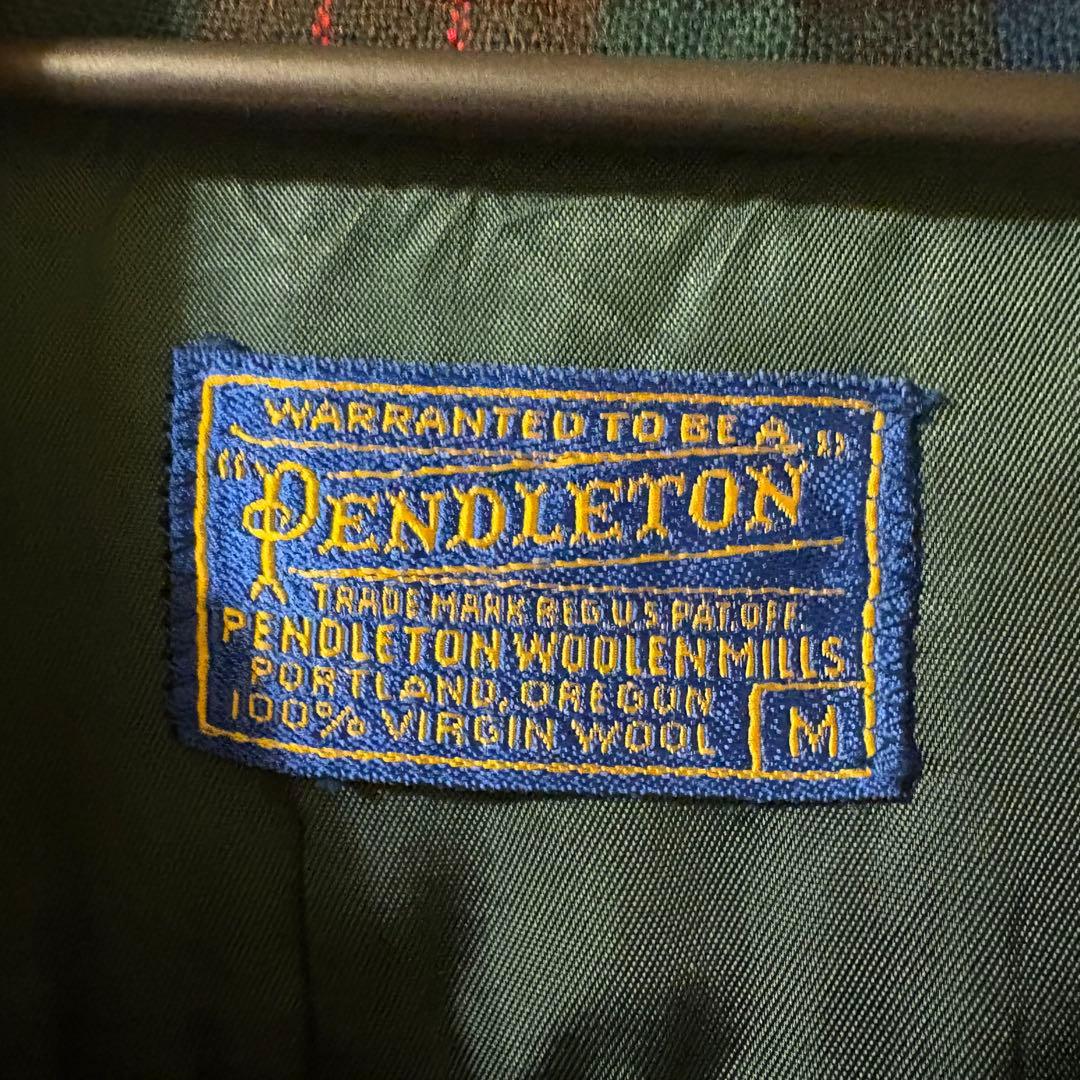 WARRANTED TO BE A
"PENDLETON"
TRADE MARK REG U.S. PAT. OFF.
PENDLETON WOOLEN MILLS
PORTLAND, OREGON
100% VIRGIN WOOL
M